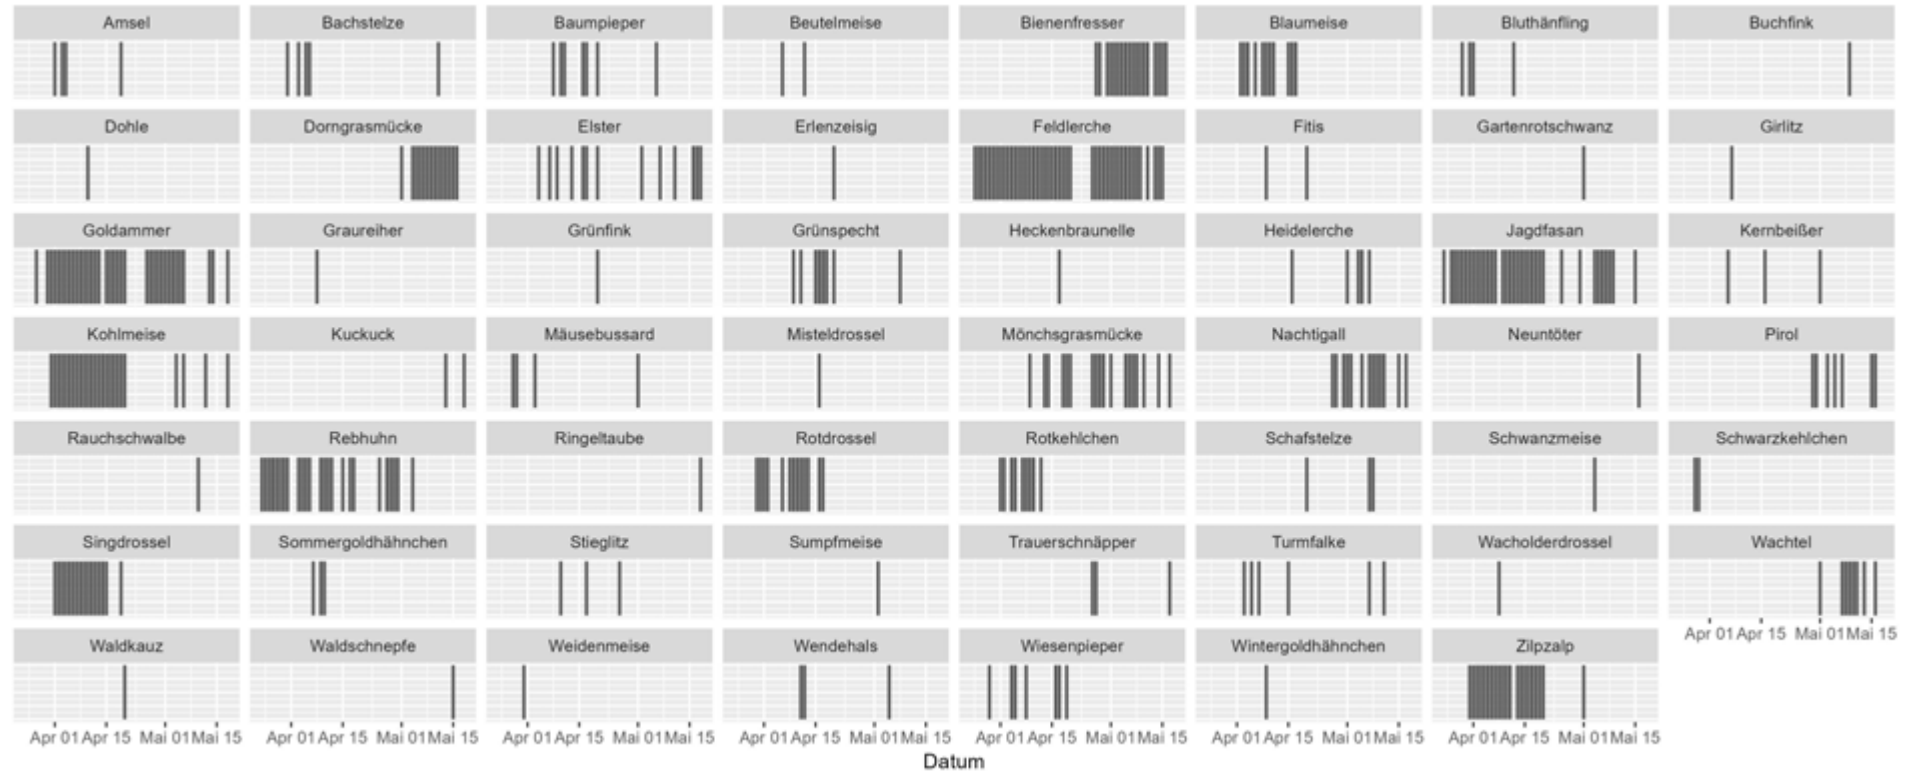 Amsel Bachstelze Baumpieper Beutelmeise Bienenfresser Blaumeise Bluthänfling Buchfink
Dohle Dorngrasmücke Elster Erlenzeisig Feldlerche Fitis Gartenrotschwanz Girlitz
Goldammer Graureiher Grünfink Grünspecht Heckenbraunelle Heidelerche Jagdfasan Kernbeißer
Kohlmeise Kuckuck Mäusebussard Misteldrossel Mönchsgrasmücke Nachtigall Neuntöter Pirol
Rauchschwalbe Rebhuhn Ringeltaube Rotdrossel Rotkehlchen Schafstelze Schwanzmeise Schwarzkehlchen
Singdrossel Sommergoldhähnchen Stieglitz Sumpfmeise Trauerschnäpper Turmfalke Wacholderdrossel Wachtel
Apr 01 Apr 15 Mai 01 Mai 15
Waldkauz Waldschnepfe Weidenmeise Wendehals Wiesenpieper Wintergoldhähnchen Zilpzalp
Apr 01 Apr 15 Mai 01 Mai 15 Apr 01 Apr 15 Mai 01 Mai 15 Apr 01 Apr 15 Mai 01 Mai 15 Apr 01 Apr 15 Mai 01 Mai 15 Apr 01 Apr 15 Mai 01 Mai 15 Apr 01 Apr 15 Mai 01 Mai 15 Apr 01 Apr 15 Mai 01 Mai 15
Datum